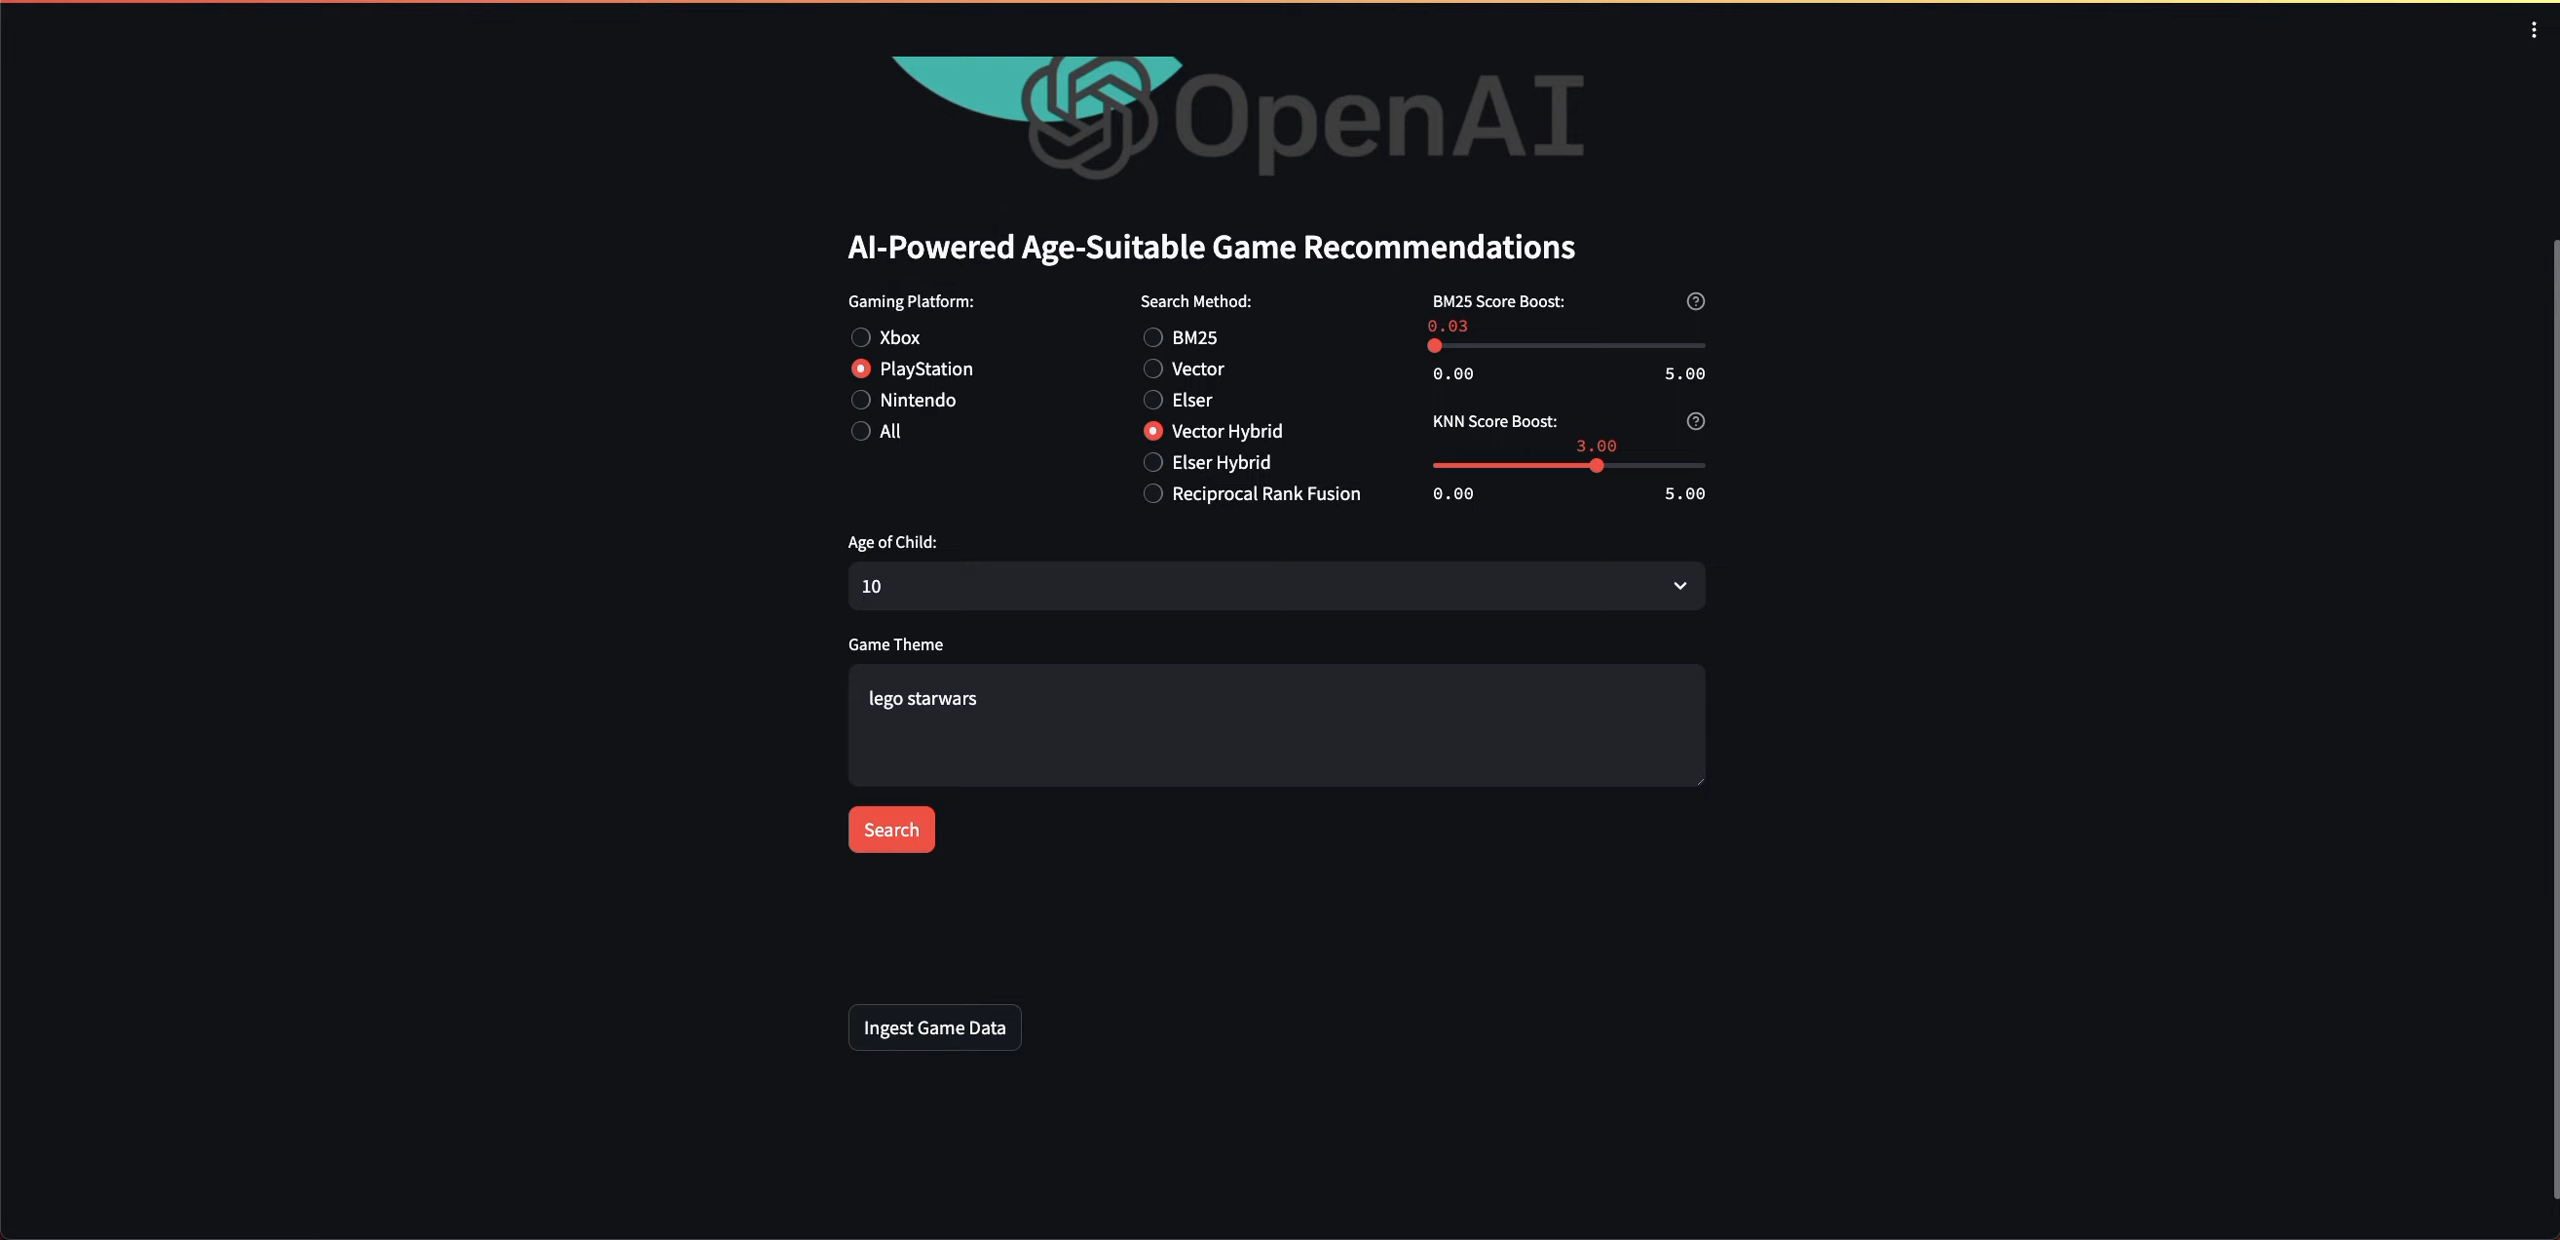 OpenAI
AI-Powered Age-Suitable Game Recommendations
Gaming Platform:
Xbox
PlayStation
Nintendo
All
Search Method:
BM25
Vector
Elser
Vector Hybrid
Elser Hybrid
Reciprocal Rank Fusion
BM25 Score Boost:
0.03
0.00 5.00
KNN Score Boost:
3.00
0.00 5.00
Age of Child:
10
Game Theme
lego starwars
Search
Ingest Game Data